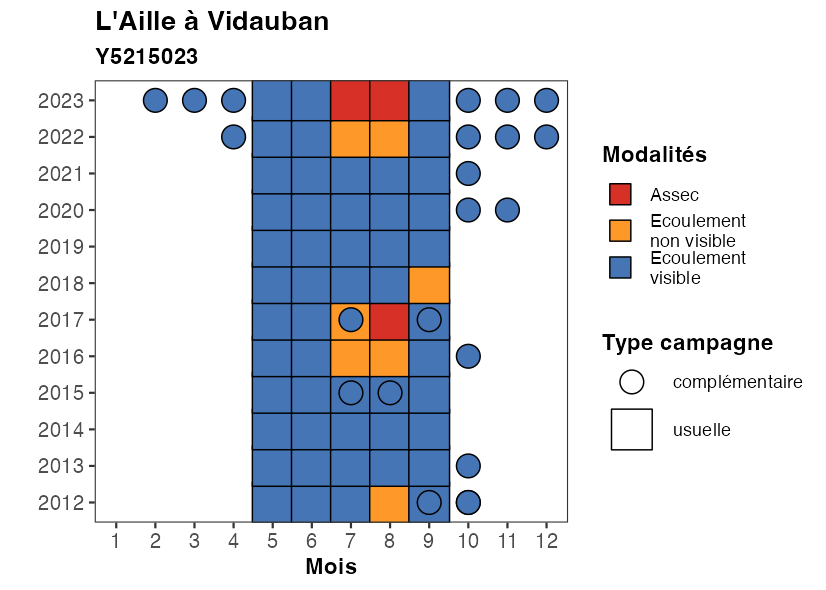 L'Aille à Vidauban
Y5215023
2023
2022
2021
2020
2019
2018
2017
2016
2015
2014
2013
2012
1 2 3 4 5 6 7 8 9 10 11 12
Mois
Modalités
Assec
Ecoulement
non visible
Ecoulement
visible
Type campagne
complémentaire
usuelle